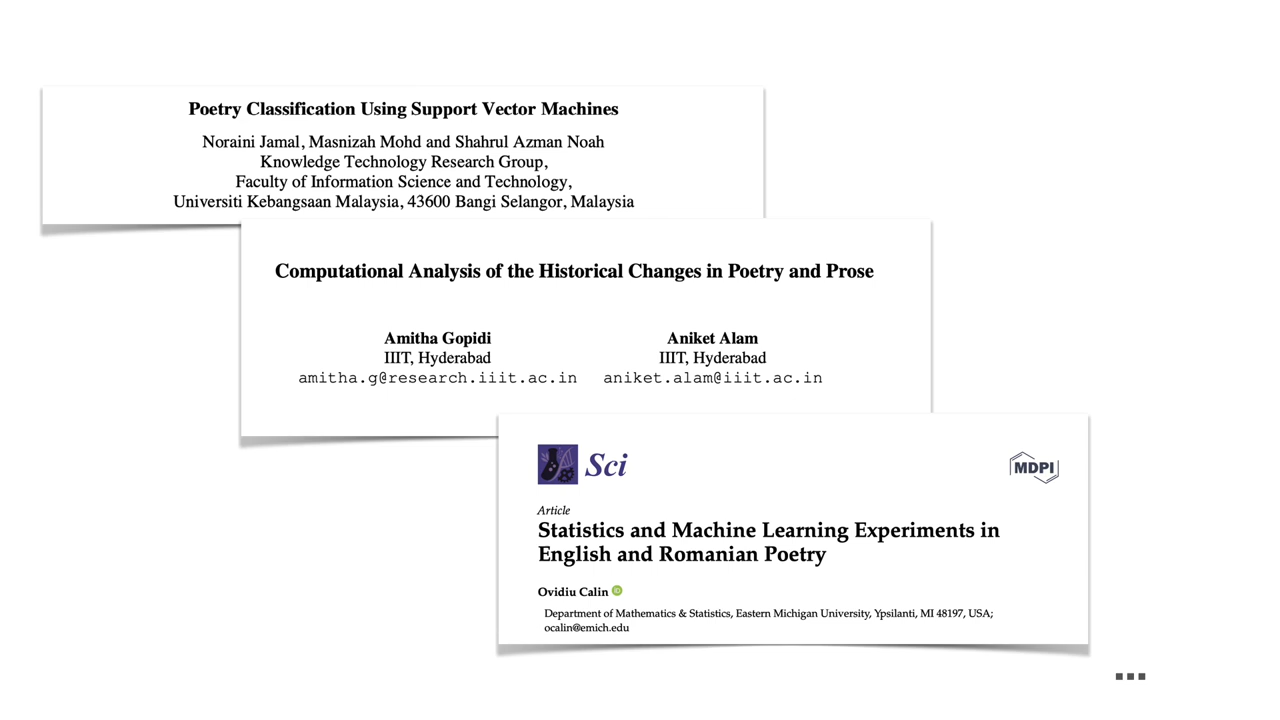 Poetry Classification Using Support Vector Machines
Noraini Jamal, Masnizah Mohd and Shahrul Azman Noah
Knowledge Technology Research Group,
Faculty of Information Science and Technology,
Universiti Kebangsaan Malaysia, 43600 Bangi Selangor, Malaysia
Computational Analysis of the Historical Changes in Poetry and Prose
Amitha Gopidi
IIIT, Hyderabad
amitha.g@research.iiit.ac.in
Aniket Alam
IIIT, Hyderabad
aniket.alam@iiit.ac.in
Sci
MDPI
Article
Statistics and Machine Learning Experiments in
English and Romanian Poetry
Ovidiu Calin iD
Department of Mathematics & Statistics, Eastern Michigan University, Ypsilanti, MI 48197, USA;
ocalin@emich.edu
...